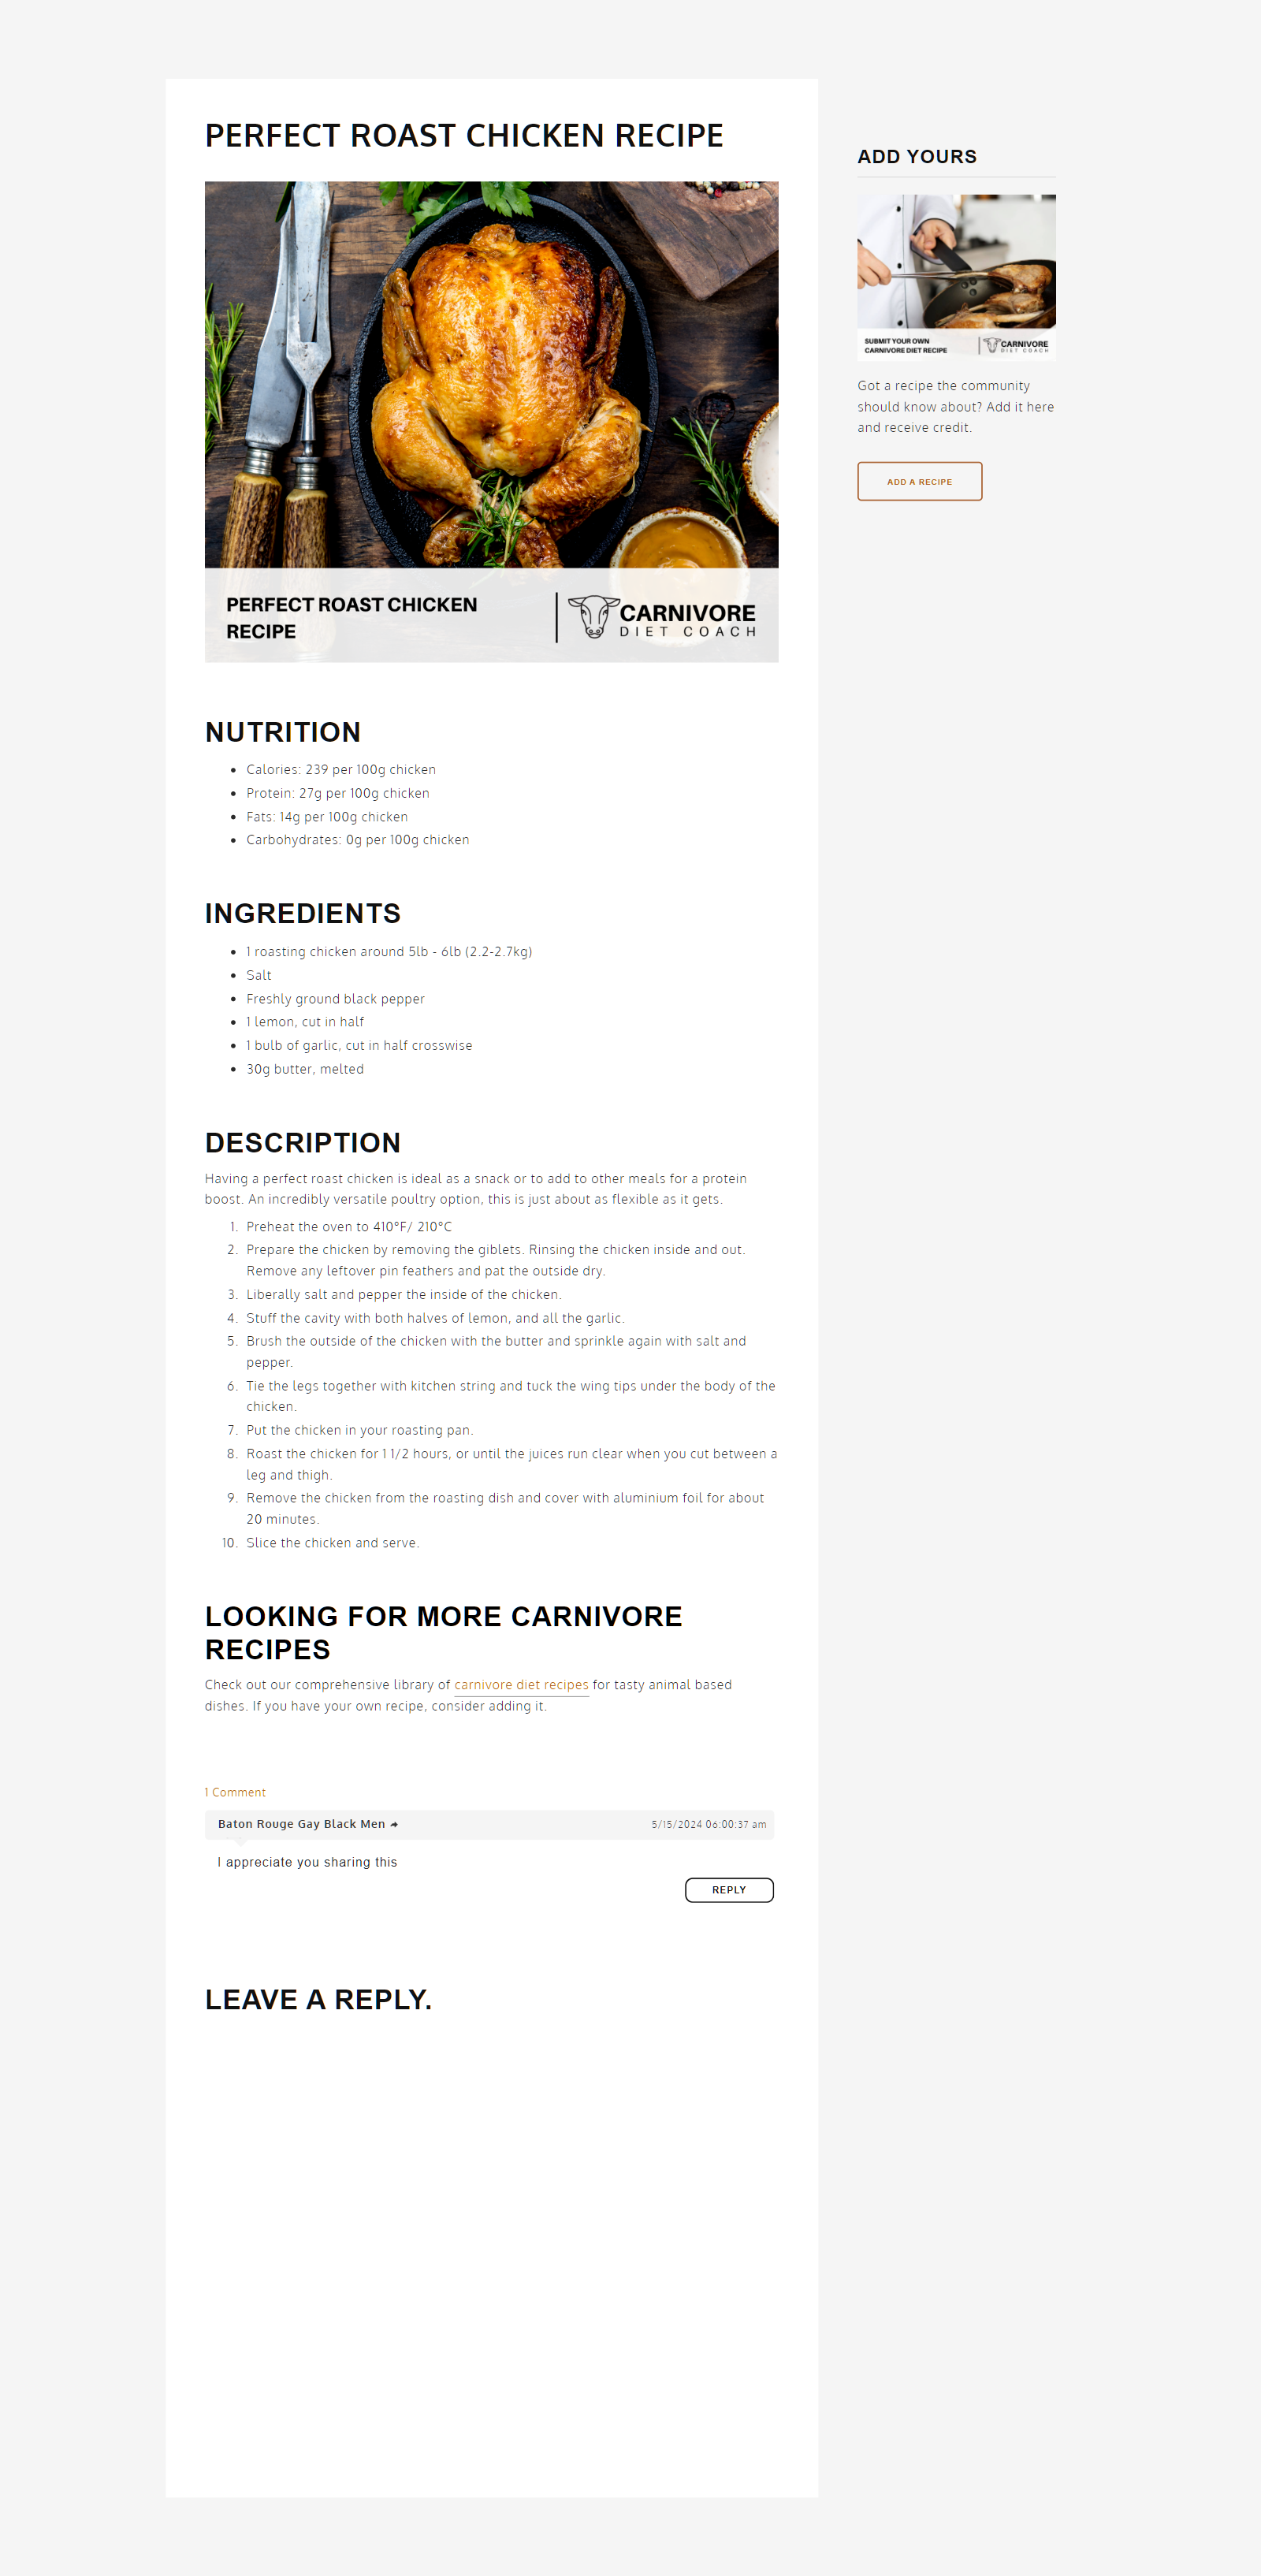 PERFECT ROAST CHICKEN RECIPE
PERFECT ROAST CHICKEN
RECIPE
CARNIVORE
DIET COACH
NUTRITION
• Calories: 239 per 100g chicken
• Protein: 27g per 100g chicken
• Fats: 14g per 100g chicken
• Carbohydrates: 0g per 100g chicken
INGREDIENTS
• 1 roasting chicken around 5lb - 6lb (2.2-2.7kg)
• Salt
• Freshly ground black pepper
• 1 lemon, cut in half
• 1 bulb of garlic, cut in half crosswise
• 30g butter, melted
DESCRIPTION
Having a perfect roast chicken is ideal as a snack or to add to other meals for a protein
boost. An incredibly versatile poultry option, this is just about as flexible as it gets.
1. Preheat the oven to 410°F/ 210°C
2. Prepare the chicken by removing the giblets. Rinsing the chicken inside and out.
Remove any leftover pin feathers and pat the outside dry.
3. Liberally salt and pepper the inside of the chicken.
4. Stuff the cavity with both halves of lemon, and all the garlic.
5. Brush the outside of the chicken with the butter and sprinkle again with salt and
pepper.
6. Tie the legs together with kitchen string and tuck the wing tips under the body of the
chicken.
7. Put the chicken in your roasting pan.
8. Roast the chicken for 1 1/2 hours, or until the juices run clear when you cut between a
leg and thigh.
9. Remove the chicken from the roasting dish and cover with aluminium foil for about
20 minutes.
10. Slice the chicken and serve.
LOOKING FOR MORE CARNIVORE
RECIPES
Check out our comprehensive library of carnivore diet recipes for tasty animal based
dishes. If you have your own recipe, consider adding it.
1 Comment
Baton Rouge Gay Black Men 5/15/2024 06:00:37 am
I appreciate you sharing this
REPLY
LEAVE A REPLY.
ADD YOURS
SUBMIT YOUR OWN
CARNIVORE DIET RECIPE
CARNIVORE
DIET COACH
Got a recipe the community
should know about? Add it here
and receive credit.
ADD A RECIPE